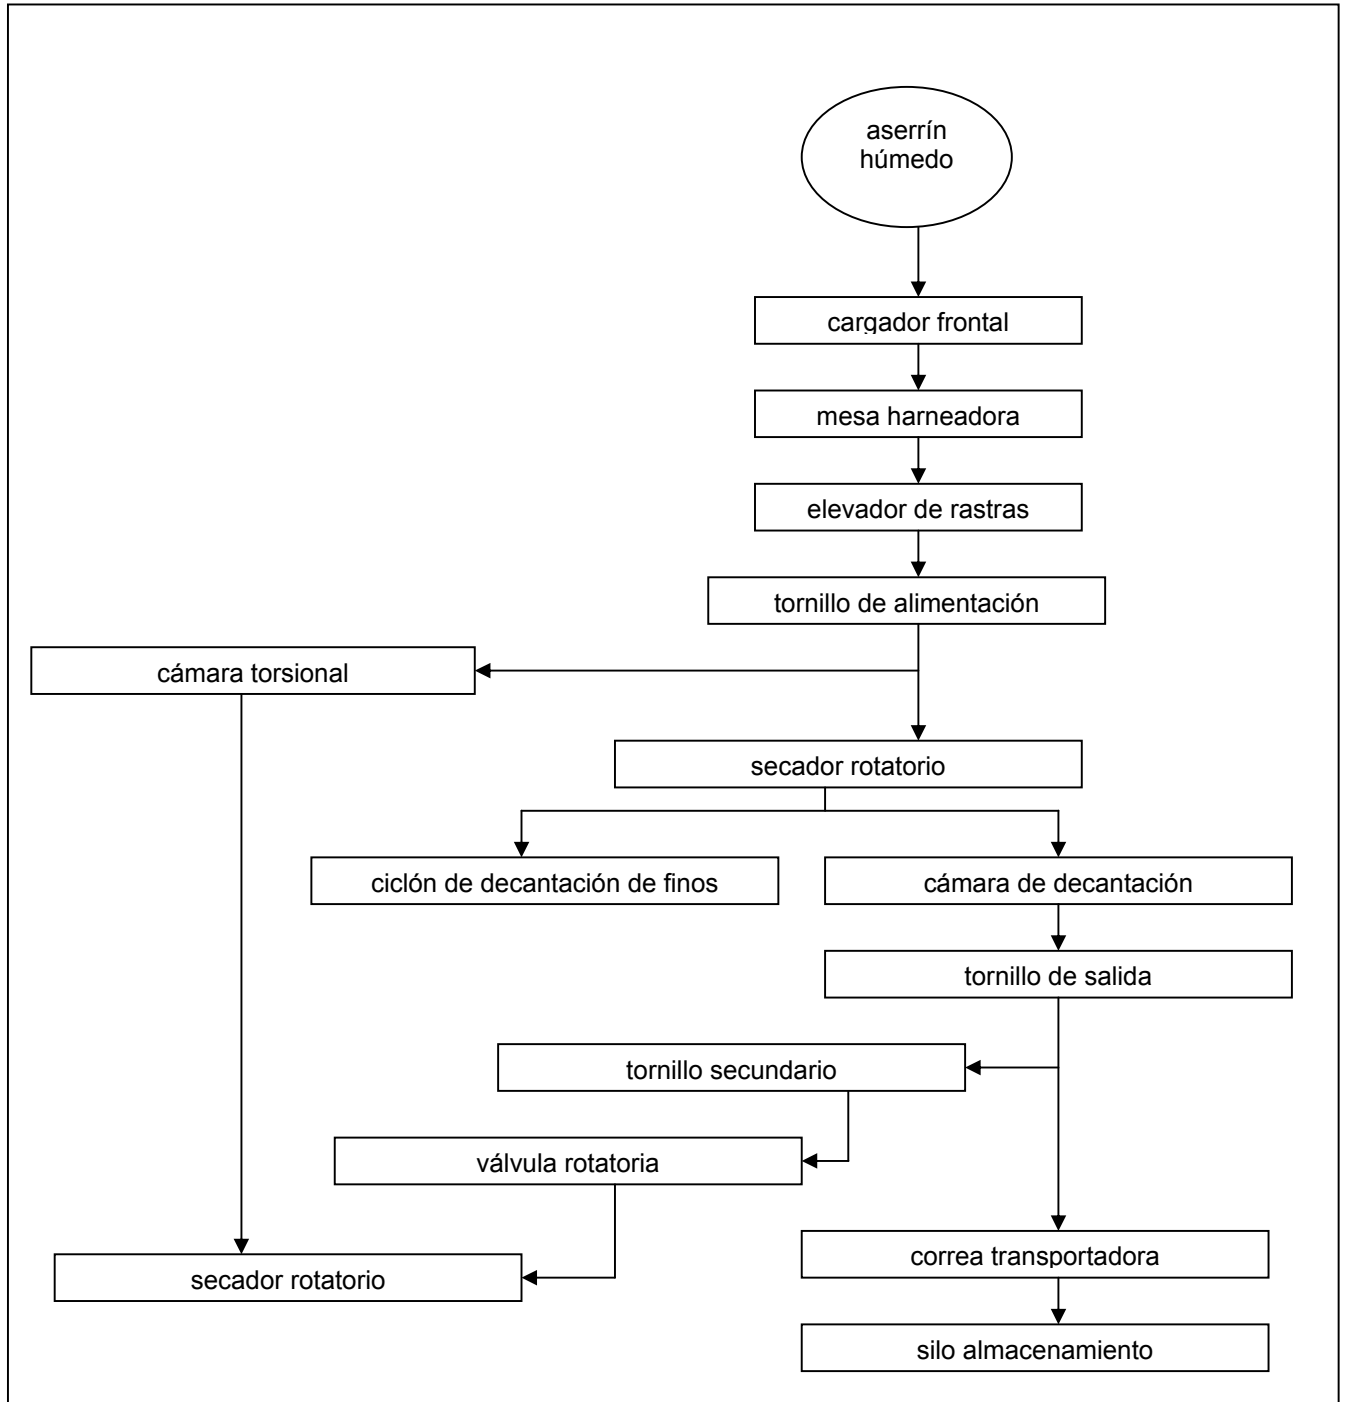 aserrín
húmedo
cargador frontal
mesa harneadora
elevador de rastras
tornillo de alimentación
cámara torsional
secador rotatorio
ciclón de decantación de finos
cámara de decantación
tornillo de salida
tornillo secundario
válvula rotatoria
correa transportadora
secador rotatorio
silo almacenamiento